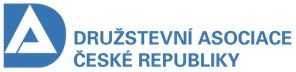 DRUŽSTEVNÍ ASOCIACE
ČESKÉ REPUBLIKY